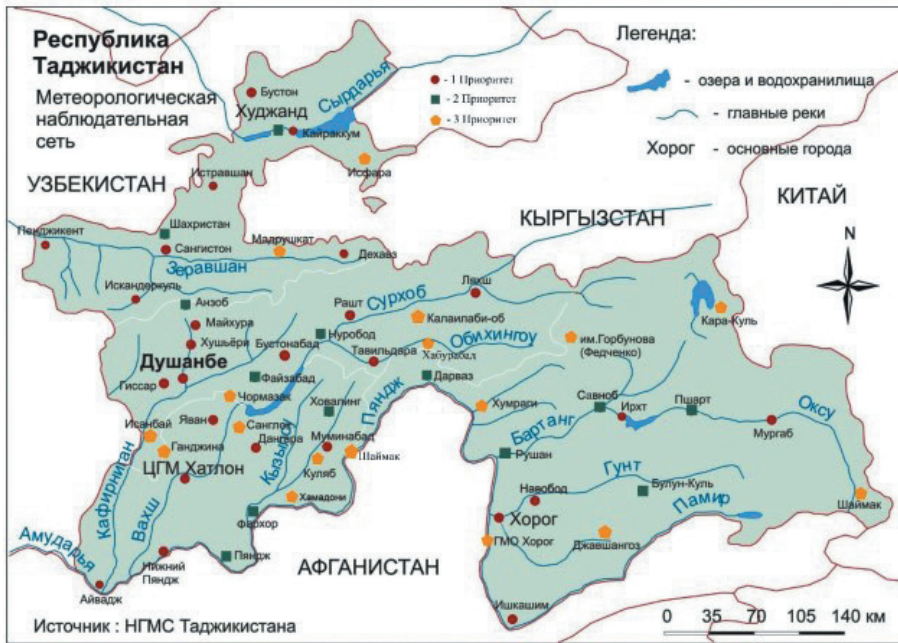 Республика
Таджикистан
Метеорологическая
наблюдательная
сеть
- 1 Приоритет
- 2 Приоритет
- 3 Приоритет
Легенда:
- озера и водохранилища
- главные реки
Хорог - основные города
УЗБЕКИСТАН
КЫРГЫЗСТАН
КИТАЙ
АФГАНИСТАН
N
Бустон
Худжанд
Сырдарья
Кайраккум
Исфара
Истравшан
Шахристан
Пенджикент
Сангистон
Мадрушкат
Дехавз
Зеравшан
Искандеркуль
Анзоб
Майхура
Хушьёри
Бустонабад
Рашт
Сурхоб
Ляхш
Нуробод
Калаилаби-об
Обихингоу
Кара-Куль
Душанбе
Тавильдара
Хабурабад
им.Горбунова
(Федченко)
Гиссар
Файзабад
Дарваз
Чормазак
Ховалинг
Пяндж
Хумраги
Савноб
Ирхт
Пшарт
Оксу
Исанбай
Яван
Санглок
Кызылсу
Бартанг
Мургаб
Ганджина
Дангара
Муминабад
Шаймак
Рушан
ЦГМ Хатлон
Куляб
Гунт
Кафирниган
Вахш
Хамадони
Навобод
Булун-Куль
Памир
Шаймак
Фархор
Хорог
ГМО Хорог
Джавшангоз
Амударья
Пяндж
Нижний
Пяндж
Айвадж
Ишкашим
0 35 70 105 140 км
Источник : НГМС Таджикистана